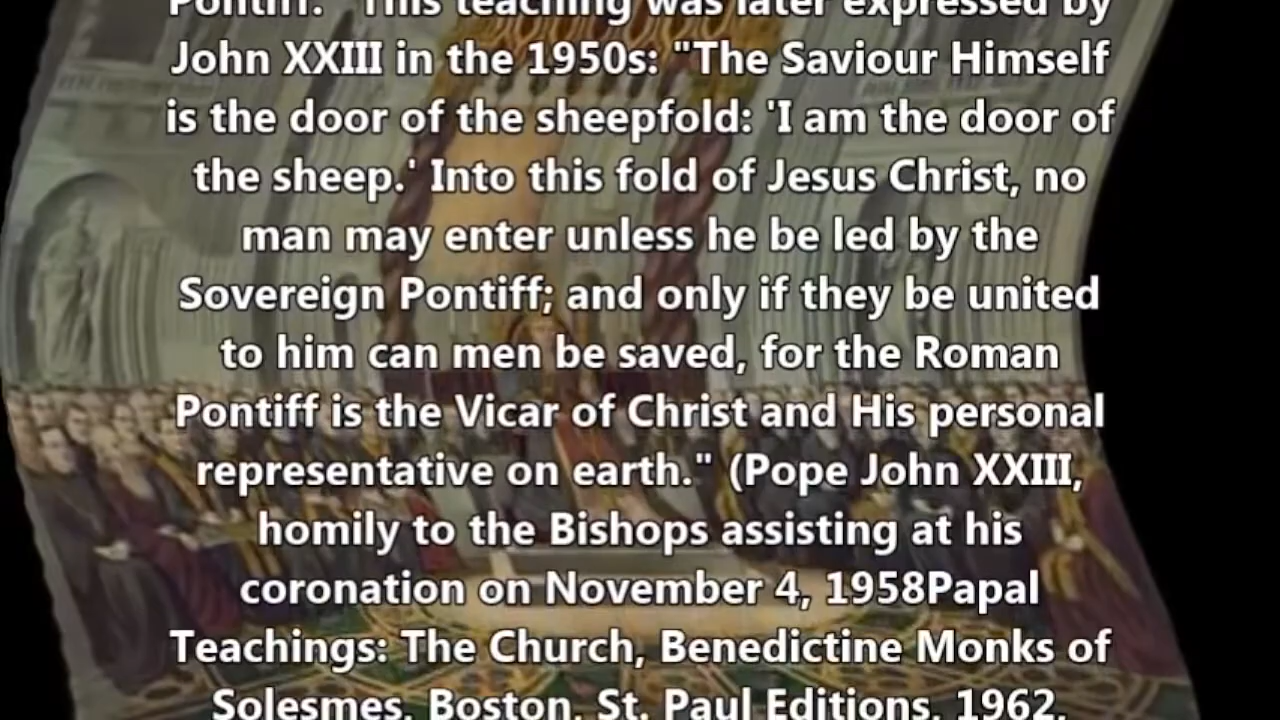 Pontiff." This teaching was later expressed by
John XXIII in the 1950s: "The Saviour Himself
is the door of the sheepfold: 'I am the door of
the sheep.' Into this fold of Jesus Christ, no
man may enter unless he be led by the
Sovereign Pontiff; and only if they be united
to him can men be saved, for the Roman
Pontiff is the Vicar of Christ and His personal
representative on earth." (Pope John XXIII,
homily to the Bishops assisting at his
coronation on November 4, 1958Papal
Teachings: The Church, Benedictine Monks of
Solesmes, Boston, St. Paul Editions, 1962,